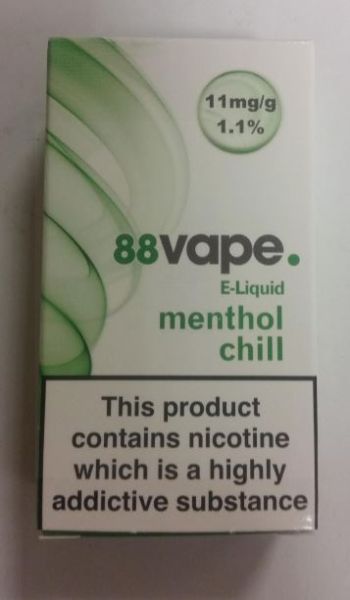 11mg/g
1.1%
88vape.
E-Liquid
menthol
chill
This product
contains nicotine
which is a highly
addictive substance